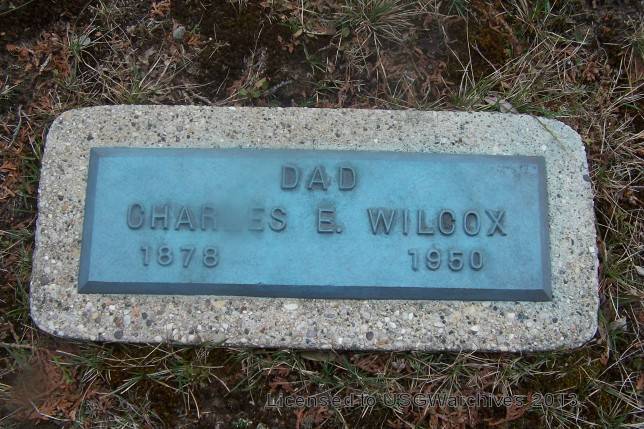 DAD
E. WILCOX
1878 1950
Licensed to USGWarchives 2013